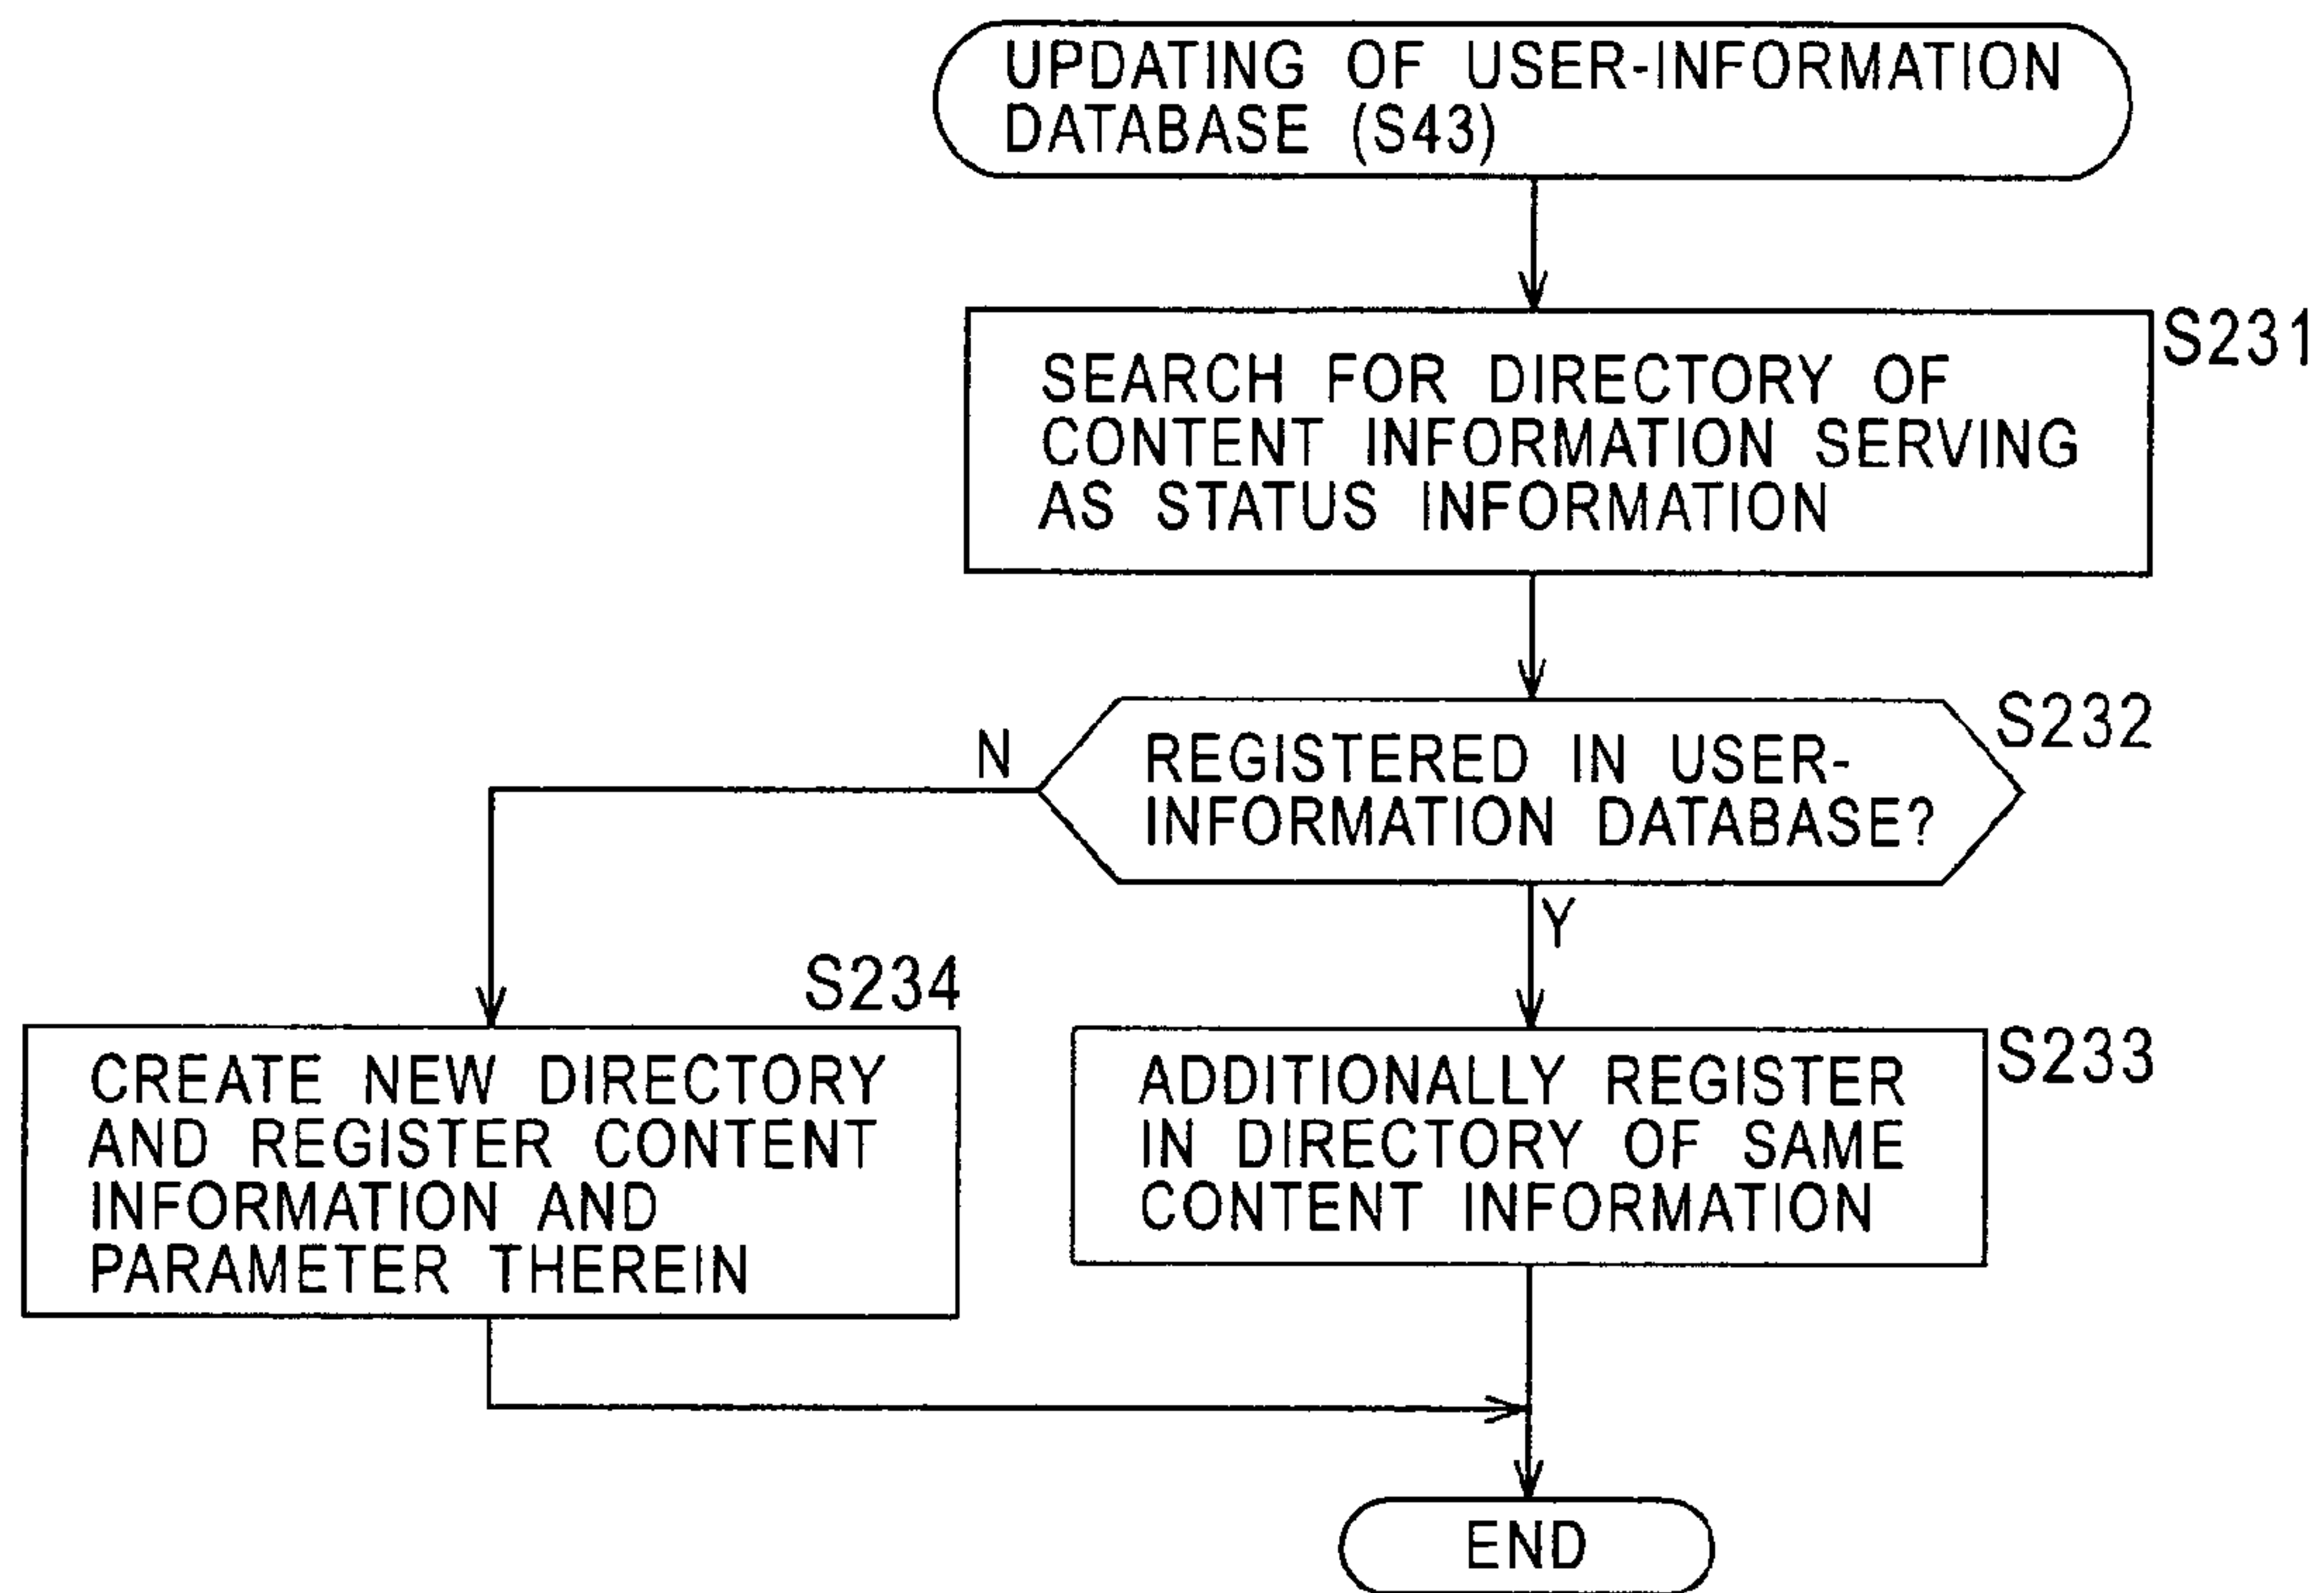 UPDATING OF USER-INFORMATION
DATABASE (S43)
S231
SEARCH FOR DIRECTORY OF
CONTENT INFORMATION SERVING
AS STATUS INFORMATION
S232
N
REGISTERED IN USER-
INFORMATION DATABASE?
Y
S234
CREATE NEW DIRECTORY
AND REGISTER CONTENT
INFORMATION AND
PARAMETER THEREIN
S233
ADDITIONALLY REGISTER
IN DIRECTORY OF SAME
CONTENT INFORMATION
END